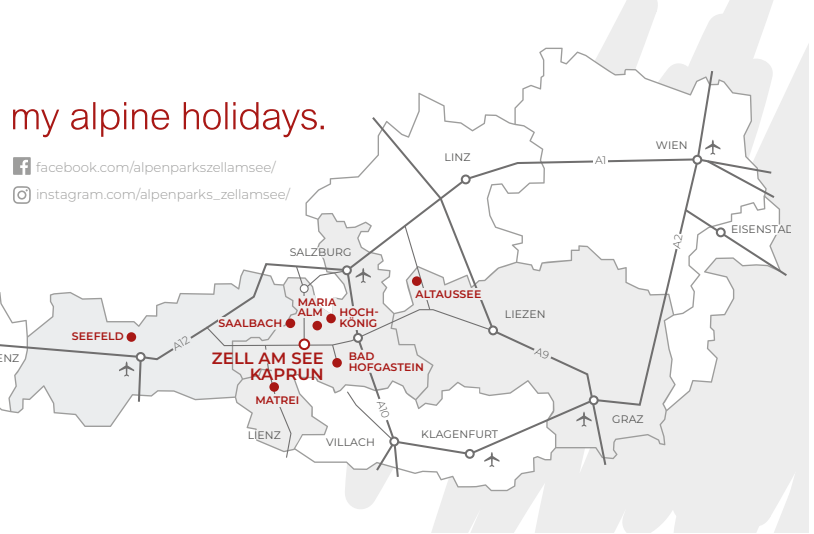 my alpine holidays.
facebook.com/alpenparkszellamsee/
instagram.com/alpenparks_zellamsee/
LINZ
A1
WIEN
EISENSTAD
A2
SALZBURG
ALTAUSSEE
MARIA
ALM
HOCH-
KÖNIG
SAALBACH
LIEZEN
SEEFELD
A12
ENZ
ZELL AM SEE
KAPRUN
BAD
HOFGASTEIN
A9
MATREI
A10
GRAZ
LIENZ
VILLACH
KLAGENFURT